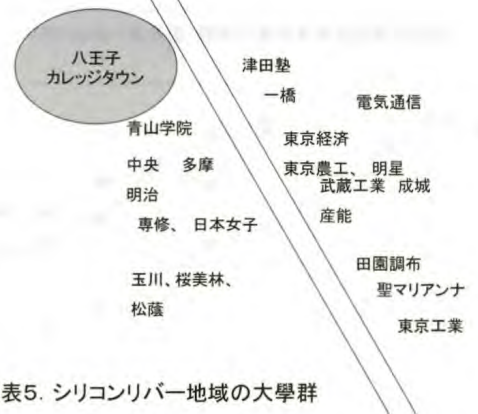 八王子
カレッジタウン
津田塾
一橋
電気通信
青山学院
東京経済
中央 多摩
東京農工、明星
武蔵工業 成城
明治
産能
専修、日本女子
田園調布
玉川、桜美林、
聖マリアンナ
松蔭
東京工業
表5. シリコンリバー地域の大學群